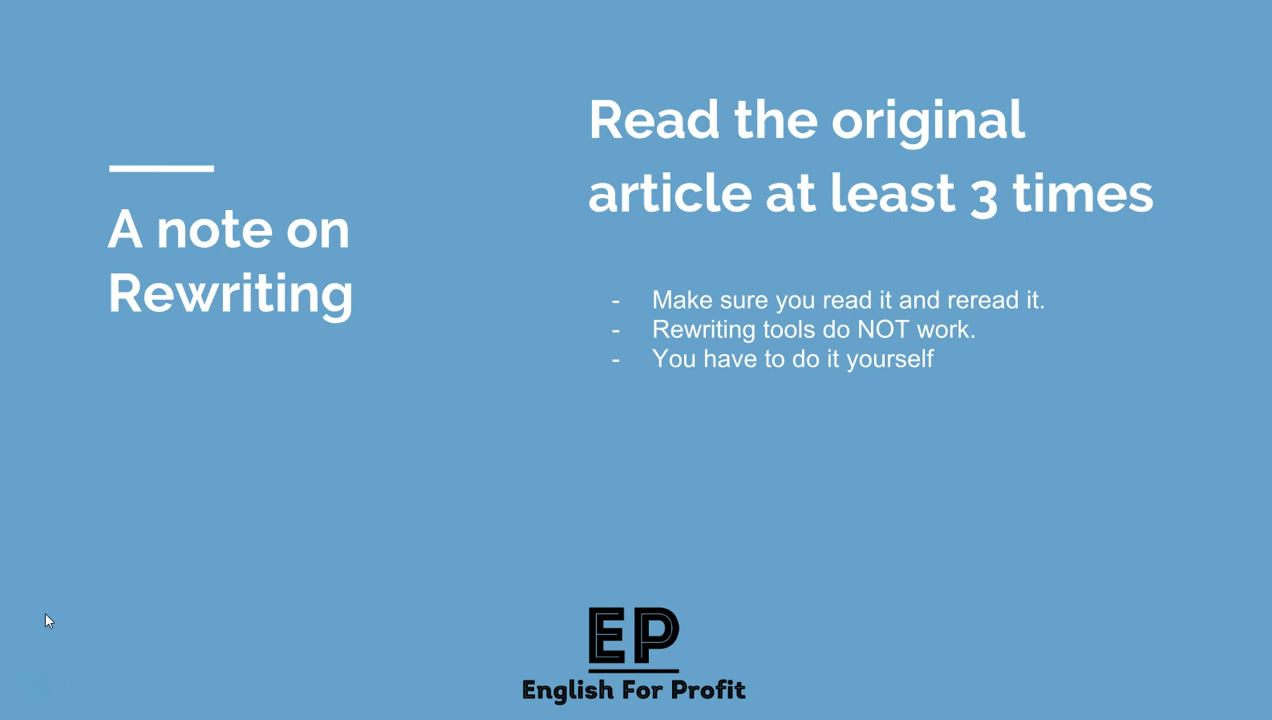 A note on
Rewriting
Read the original
article at least 3 times
- Make sure you read it and reread it.
- Rewriting tools do NOT work.
- You have to do it yourself
EP
English For Profit